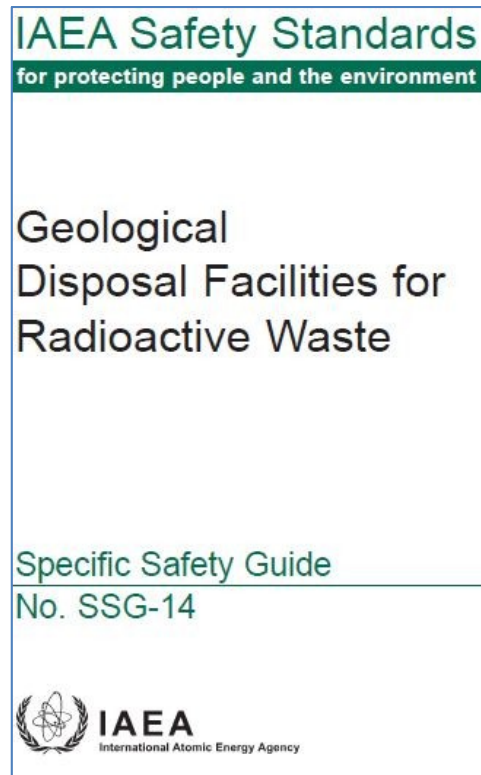 IAEA Safety Standards
for protecting people and the environment
Geological
Disposal Facilities for
Radioactive Waste
Specific Safety Guide
No. SSG-14
IAEA
International Atomic Energy Agency